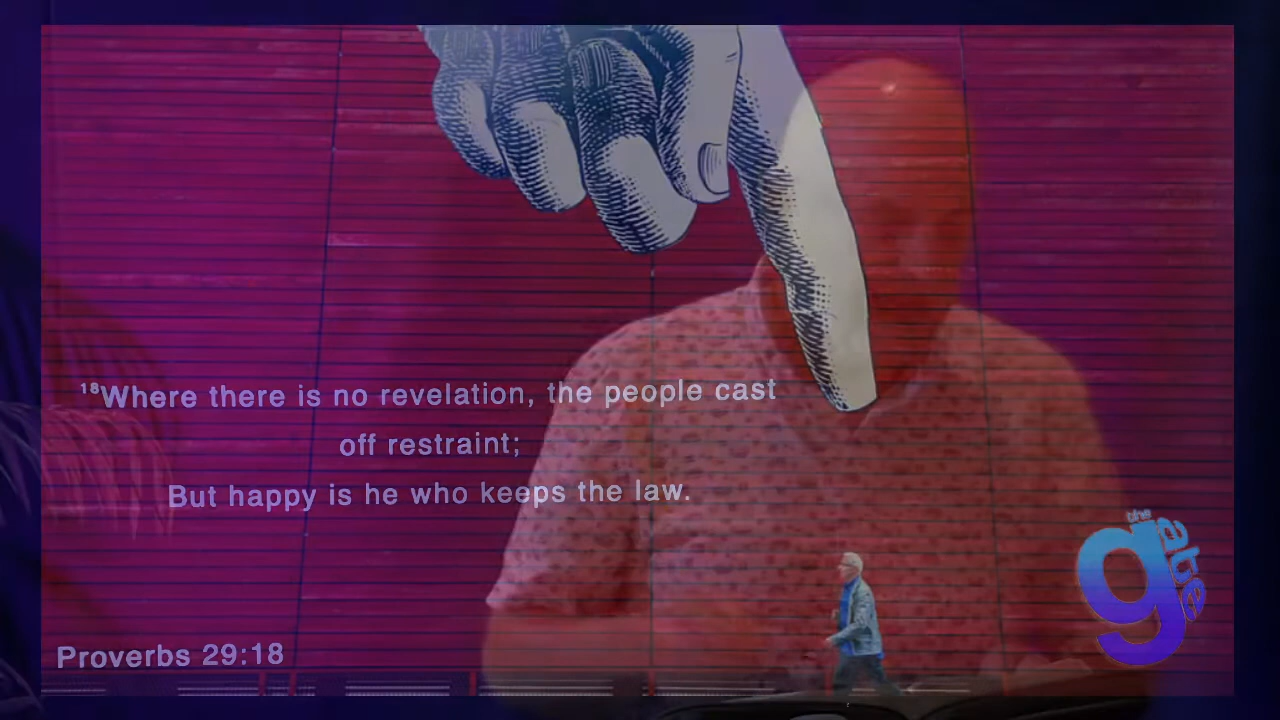 ¹⁸Where there is no revelation, the people cast
off restraint;
But happy is he who keeps the law.
Proverbs 29:18
the gate